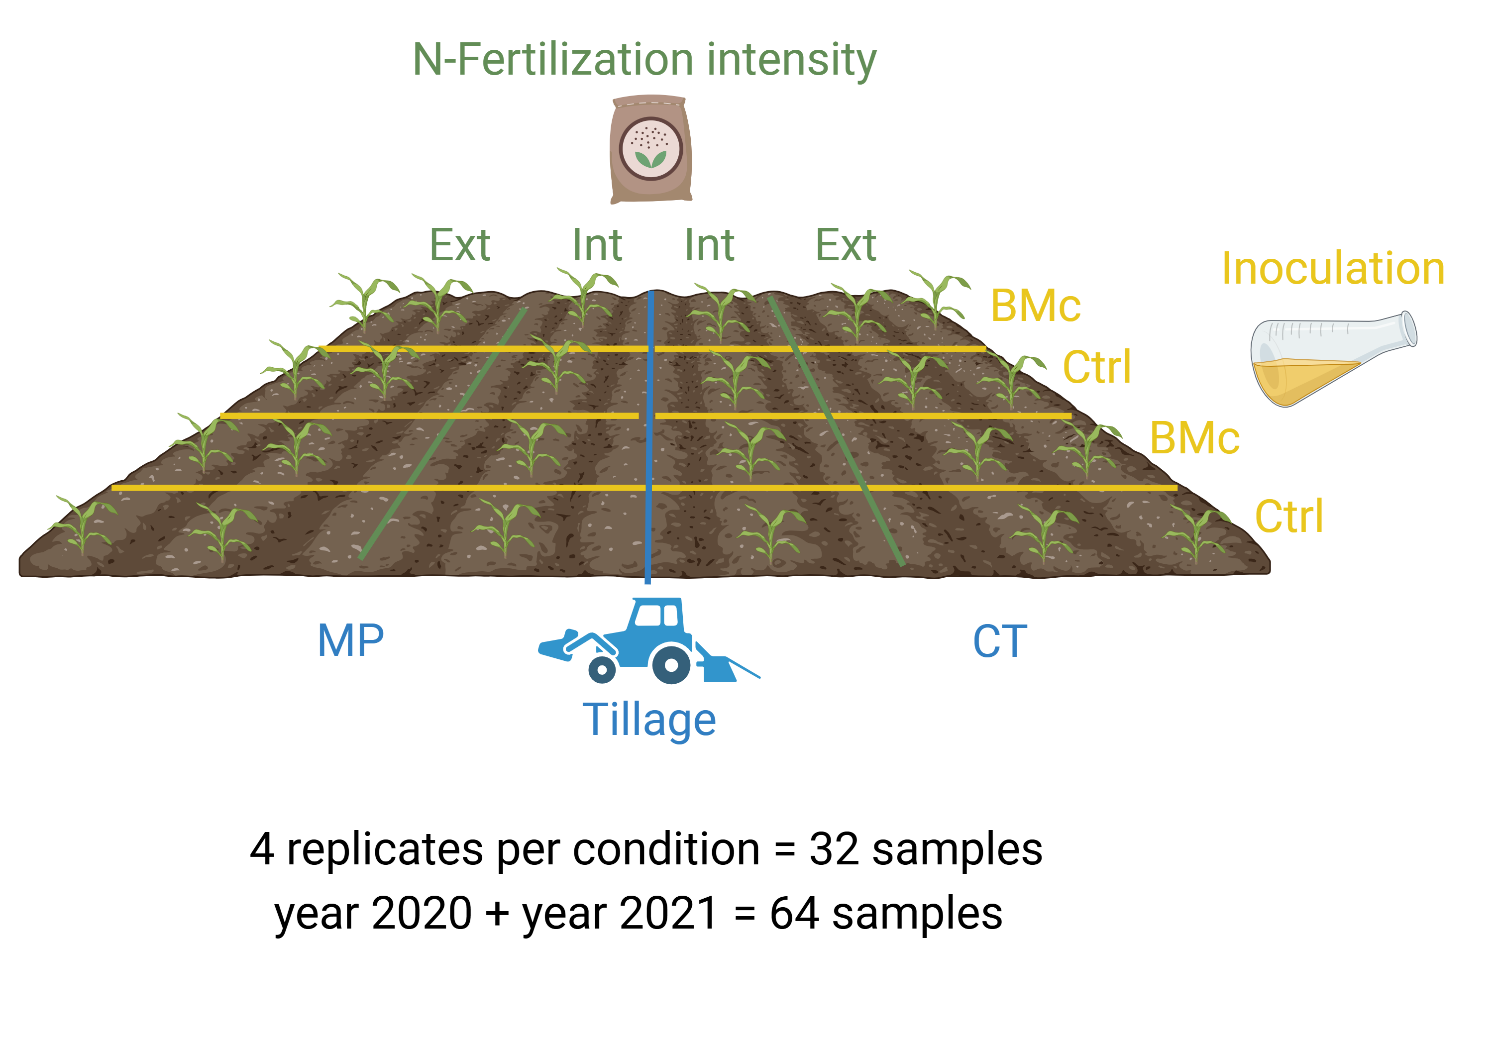 N-Fertilization intensity
Ext Int Int Ext
Inoculation
BMc
Ctrl
BMc
Ctrl
MP CT
Tillage
4 replicates per condition = 32 samples
year 2020 + year 2021 = 64 samples